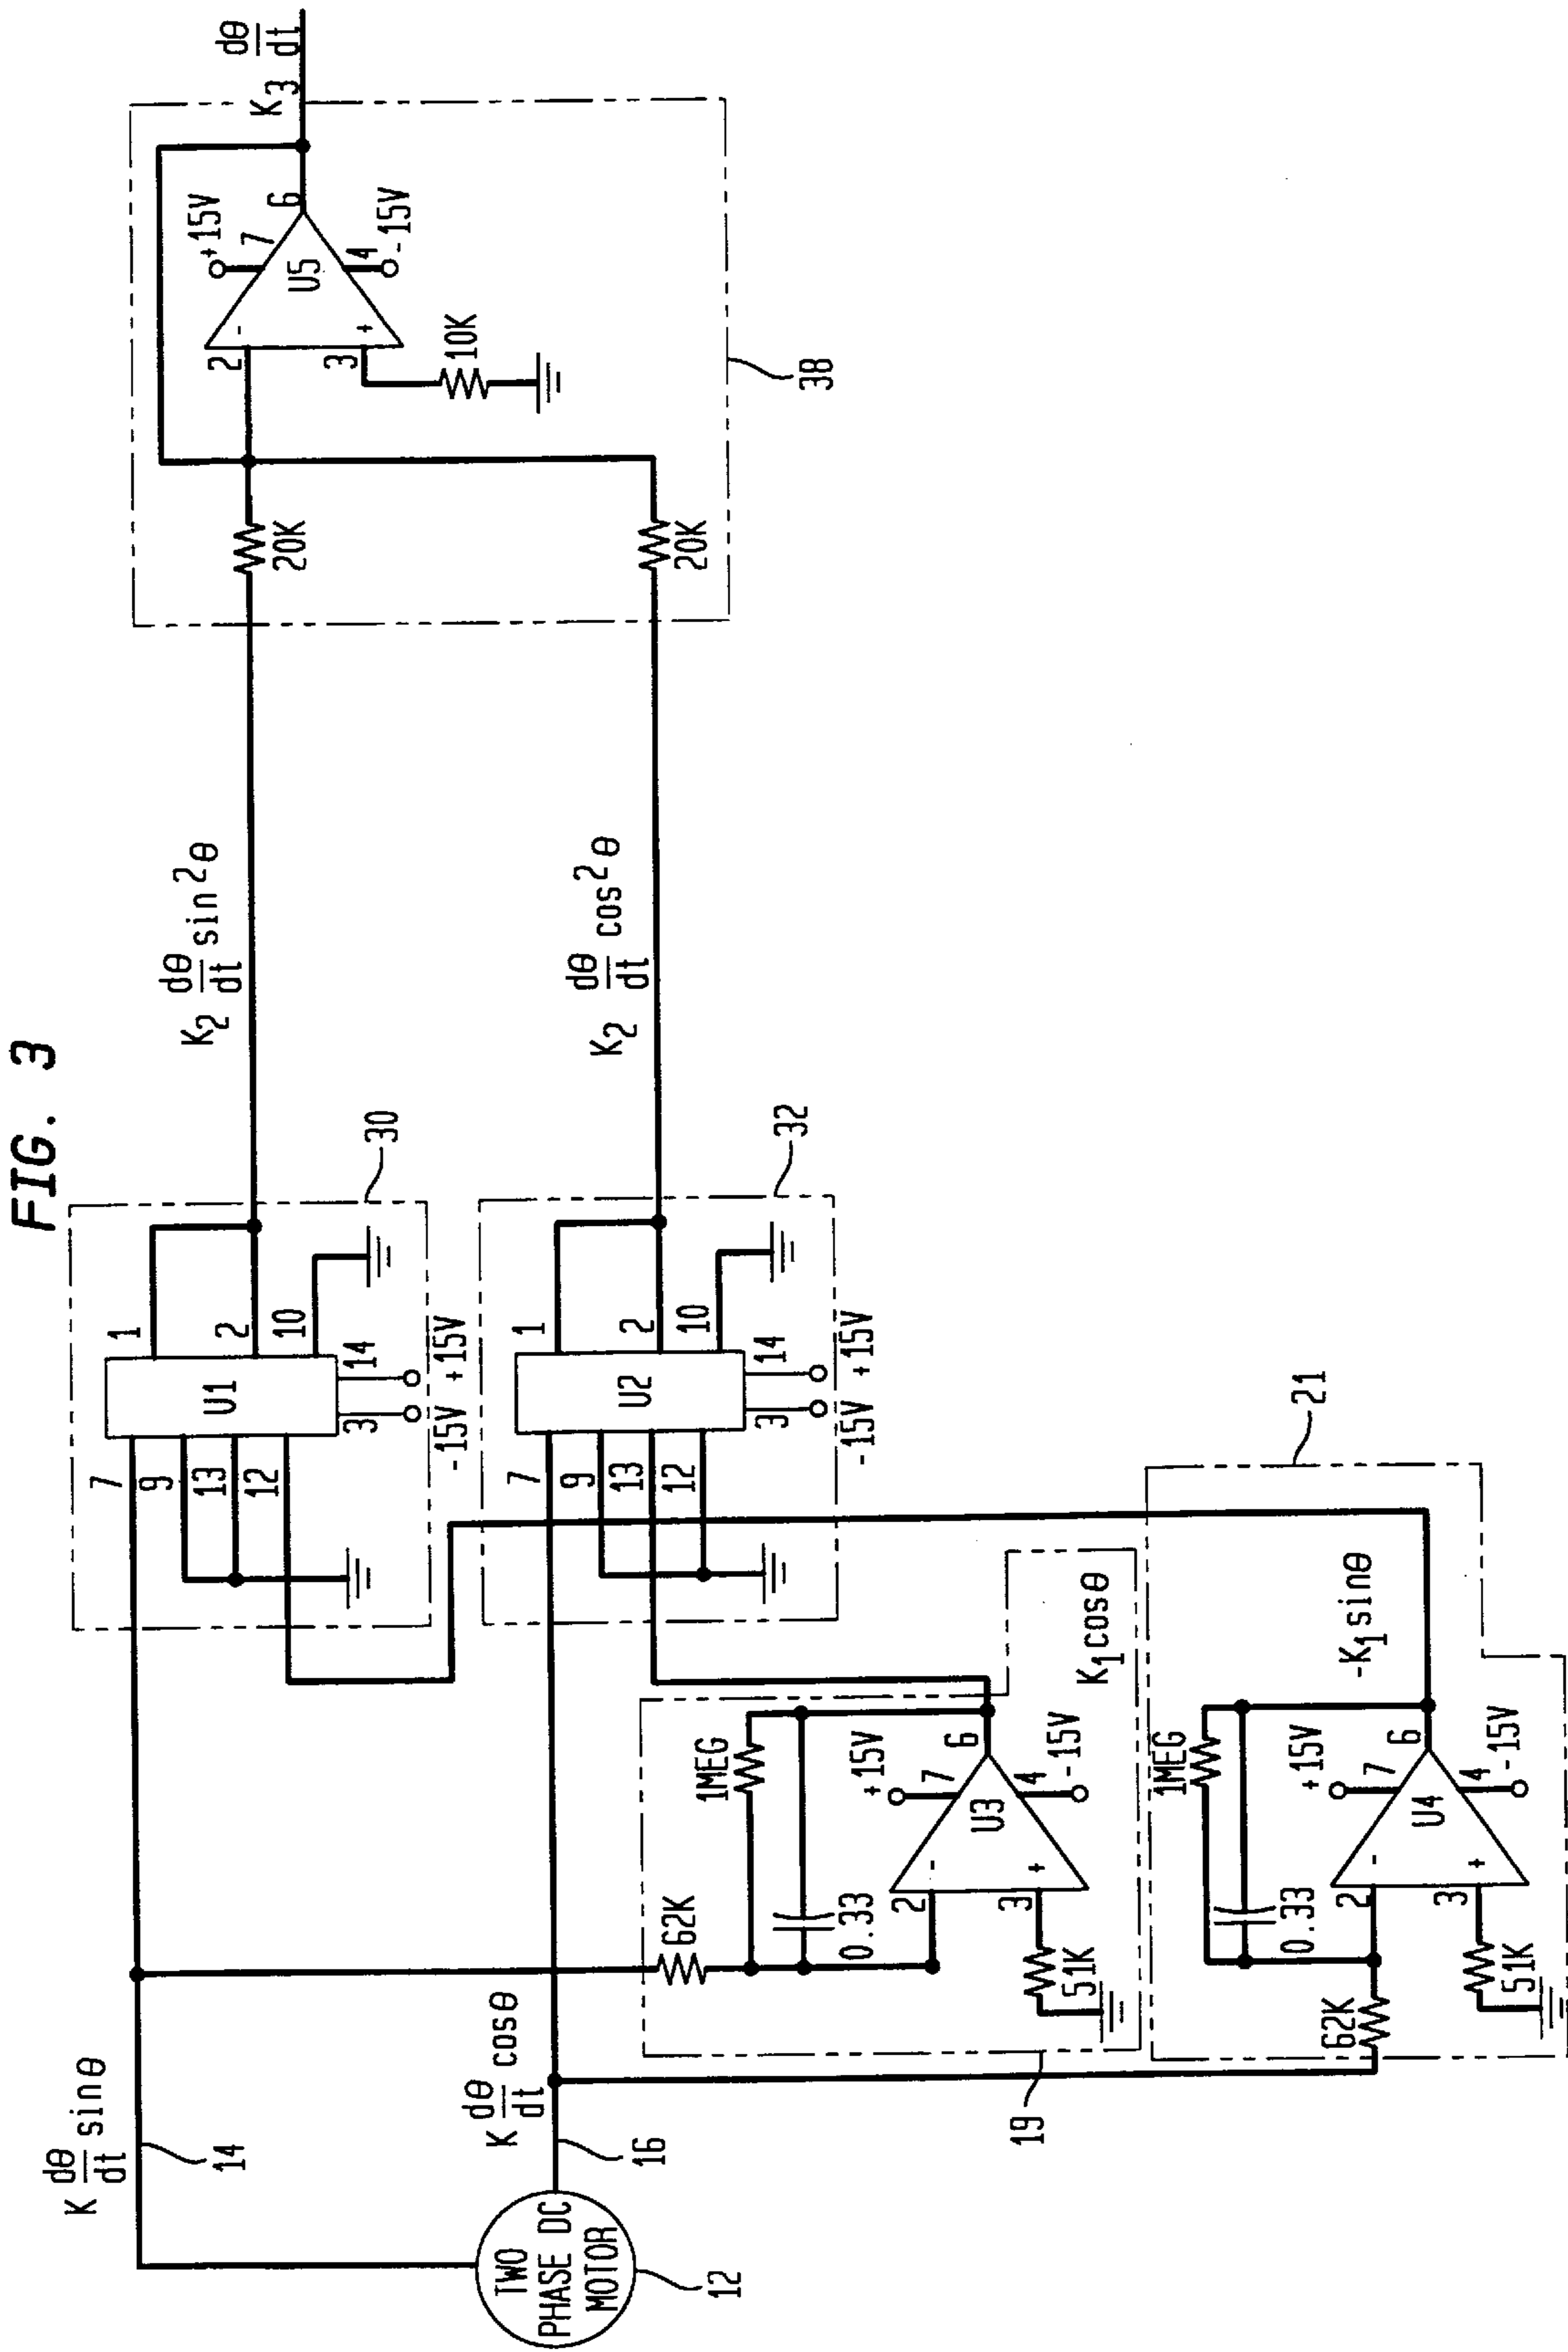 FIG. 3
K dθ/dt sinθ
14
K dθ/dt cosθ
16
TWO
PHASE DC
MOTOR
12
30
7
9
13
12
U1
1
2
10
3
14
-15V +15V
K2 dθ/dt sin²θ
32
7
9
13
12
U2
1
2
10
3
14
-15V +15V
K2 dθ/dt cos²θ
38
20K
20K
2
3
-
+
U5
+15V
7
4
-15V
6
10K
K3 dθ/dt
19
62K
1MEG
0.33
2
3
-
+
U3
+15V
7
4
-15V
6
51K
K1cosθ
21
62K
1MEG
0.33
2
3
-
+
U4
+15V
7
4
-15V
6
51K
-K1sinθ